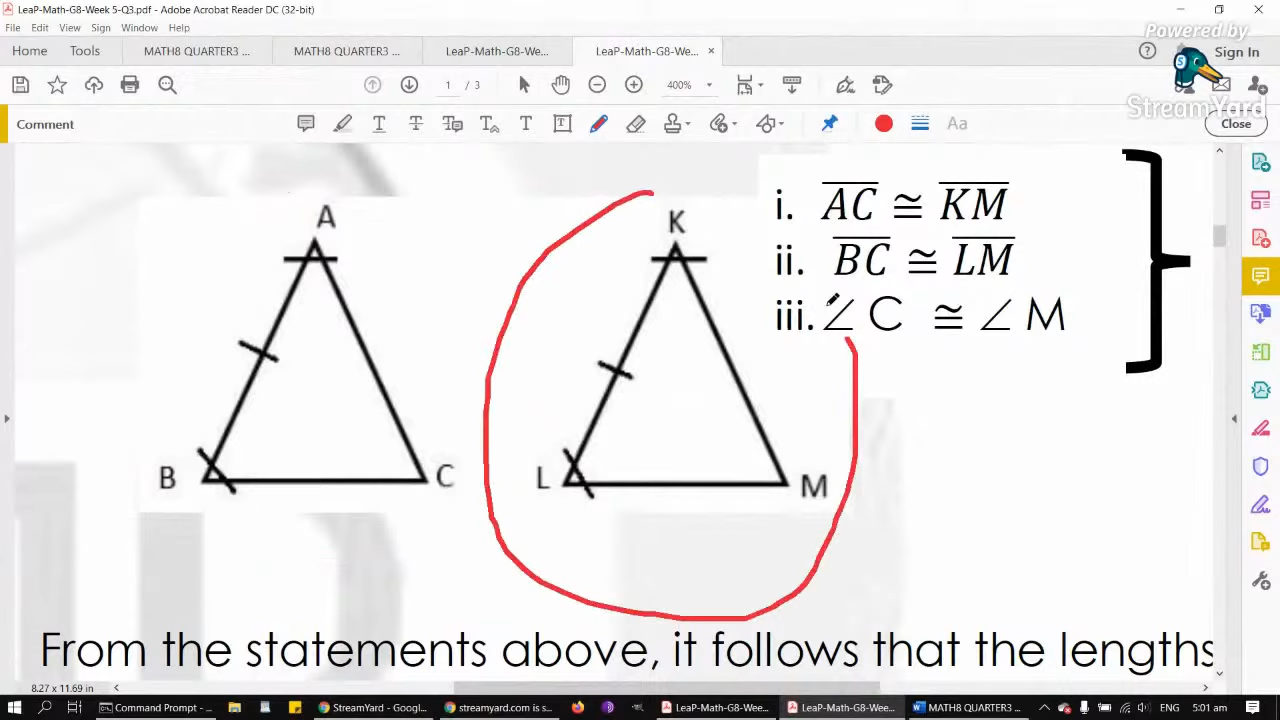 LeaP-Math-G8-Week 5-Q3.pdf - Adobe Acrobat Reader DC (32-bit)
File Edit View Sign Window Help
Powered by
StreamYard
Home Tools MATH8 QUARTER3 ... MATH8 QUARTER3 ... LeaP-Math-G8-We... LeaP-Math-G8-We... × Sign In
1 / 5 400%
Comment Aa Close
A
K
B
C
L
M
i. AC ≅ KM
ii. BC ≅ LM
iii. ∠ C ≅ ∠ M
From the statements above, it follows that the lengths
8.27 x 11.69 in
Command Prompt - ... StreamYard - Googl... streamyard.com is s... LeaP-Math-G8-We... LeaP-Math-G8-We... MATH8 QUARTER3 ... 5:01 am